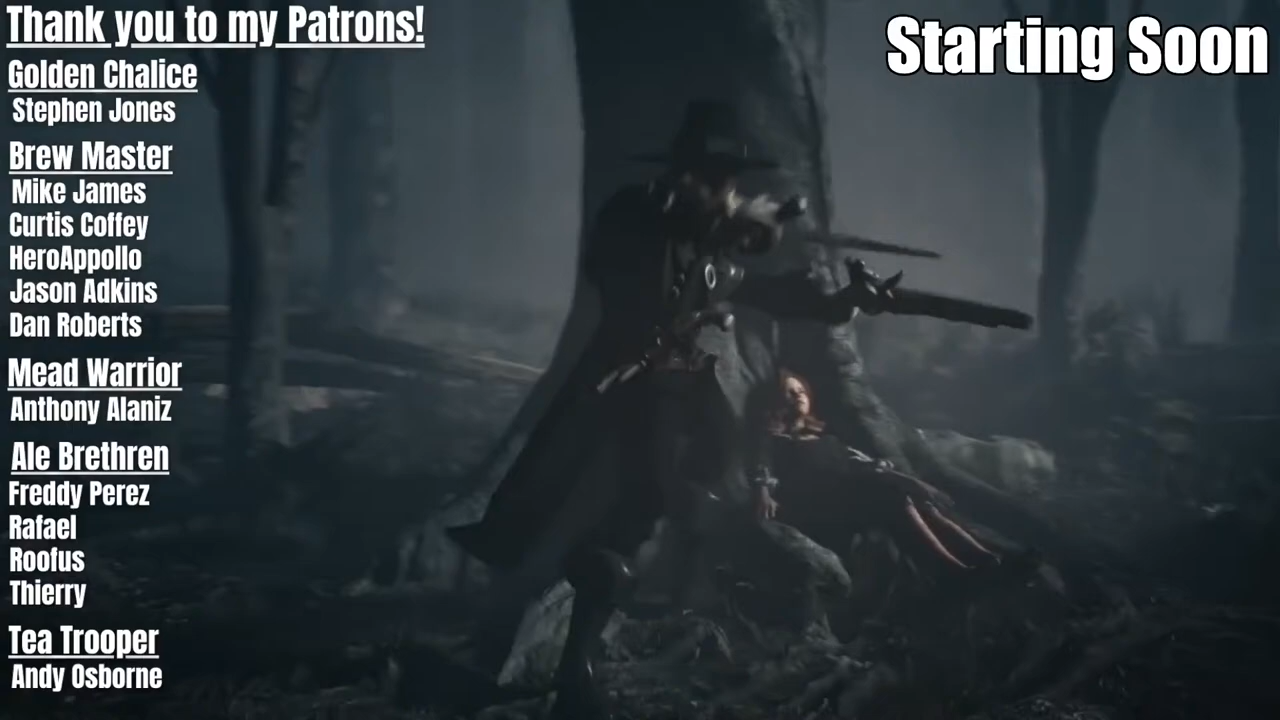 Thank you to my Patrons!
Starting Soon
Golden Chalice
Stephen Jones
Brew Master
Mike James
Curtis Coffey
HeroAppollo
Jason Adkins
Dan Roberts
Mead Warrior
Anthony Alaniz
Ale Brethren
Freddy Perez
Rafael
Roofus
Thierry
Tea Trooper
Andy Osborne